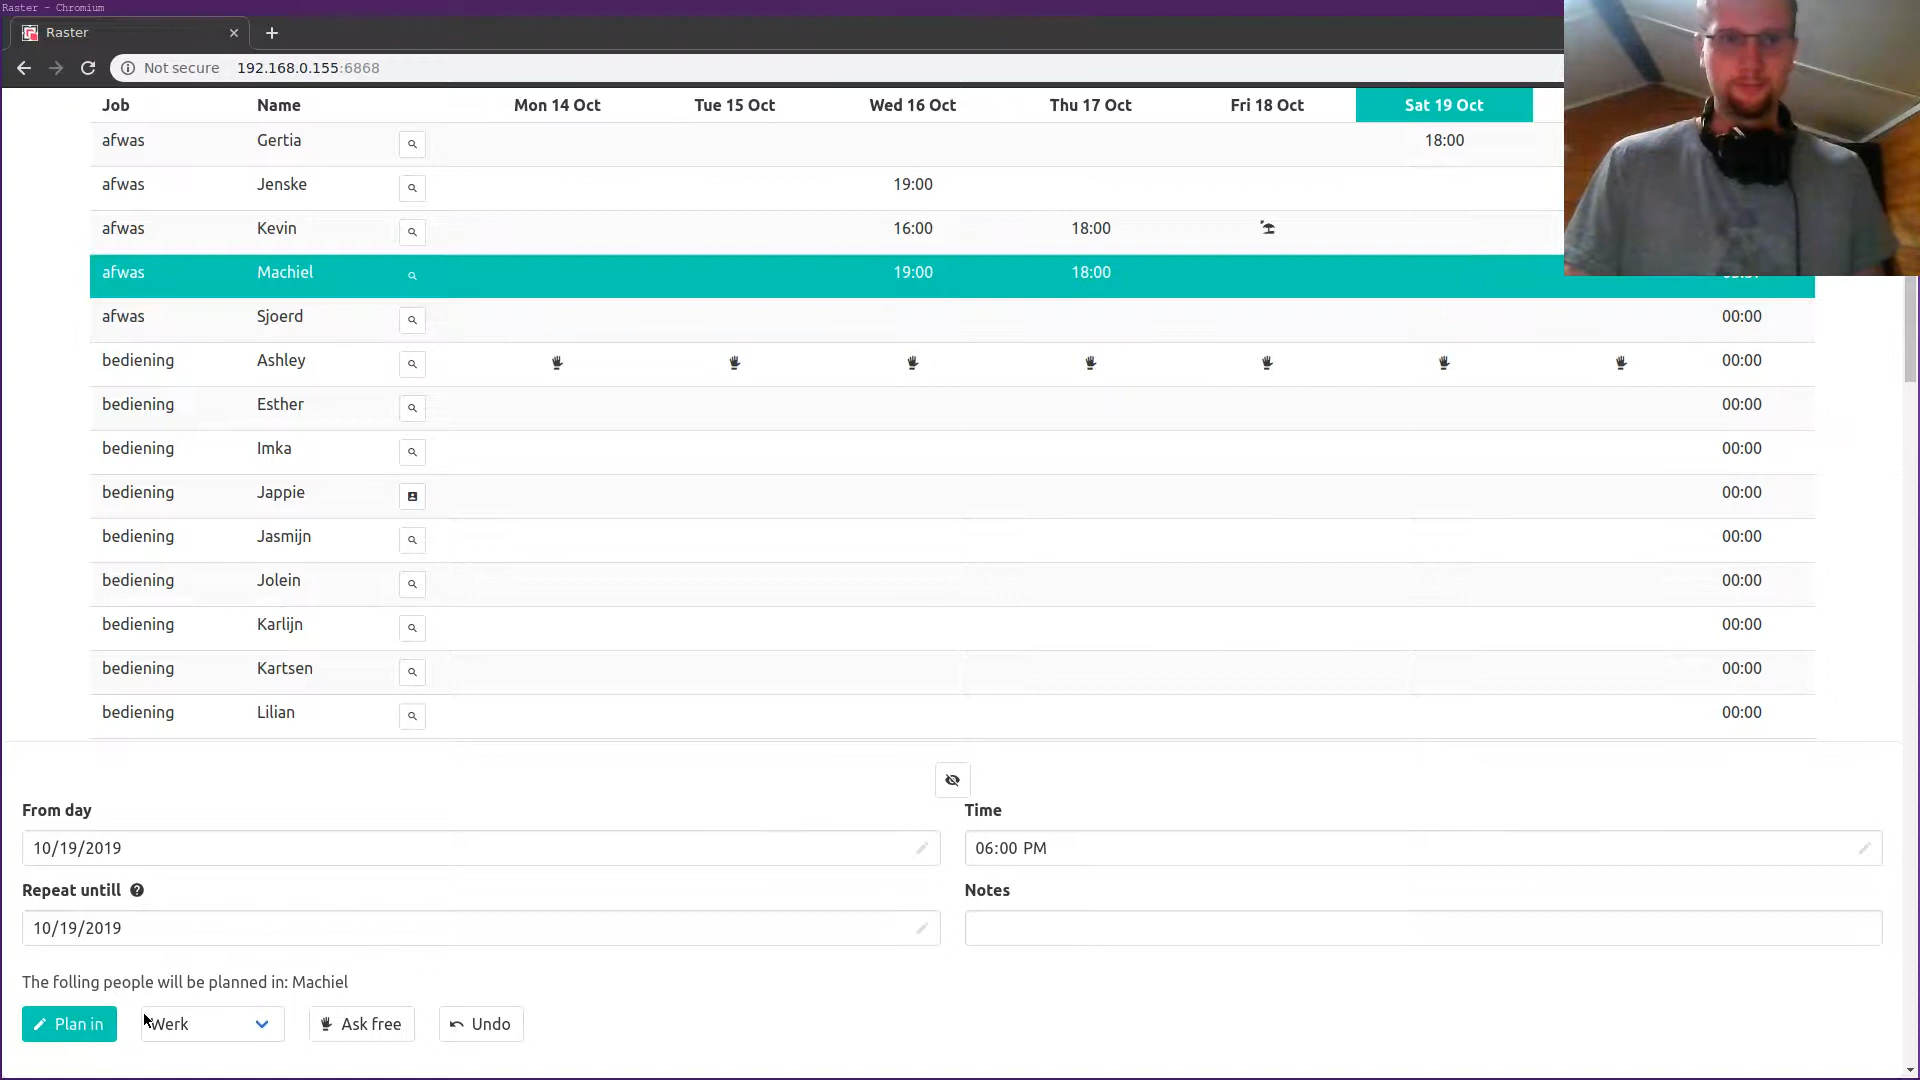 Raster - Chromium
Raster
Not secure 192.168.0.155:6868
Job Name Mon 14 Oct Tue 15 Oct Wed 16 Oct Thu 17 Oct Fri 18 Oct Sat 19 Oct
afwas Gertia 18:00
afwas Jenske 19:00
afwas Kevin 16:00 18:00
afwas Machiel 19:00 18:00
afwas Sjoerd 00:00
bediening Ashley 00:00
bediening Esther 00:00
bediening Imka 00:00
bediening Jappie 00:00
bediening Jasmijn 00:00
bediening Jolein 00:00
bediening Karlijn 00:00
bediening Kartsen 00:00
bediening Lilian 00:00
From day Time
10/19/2019 06:00 PM
Repeat untill Notes
10/19/2019
The folling people will be planned in: Machiel
Plan in Werk Ask free Undo